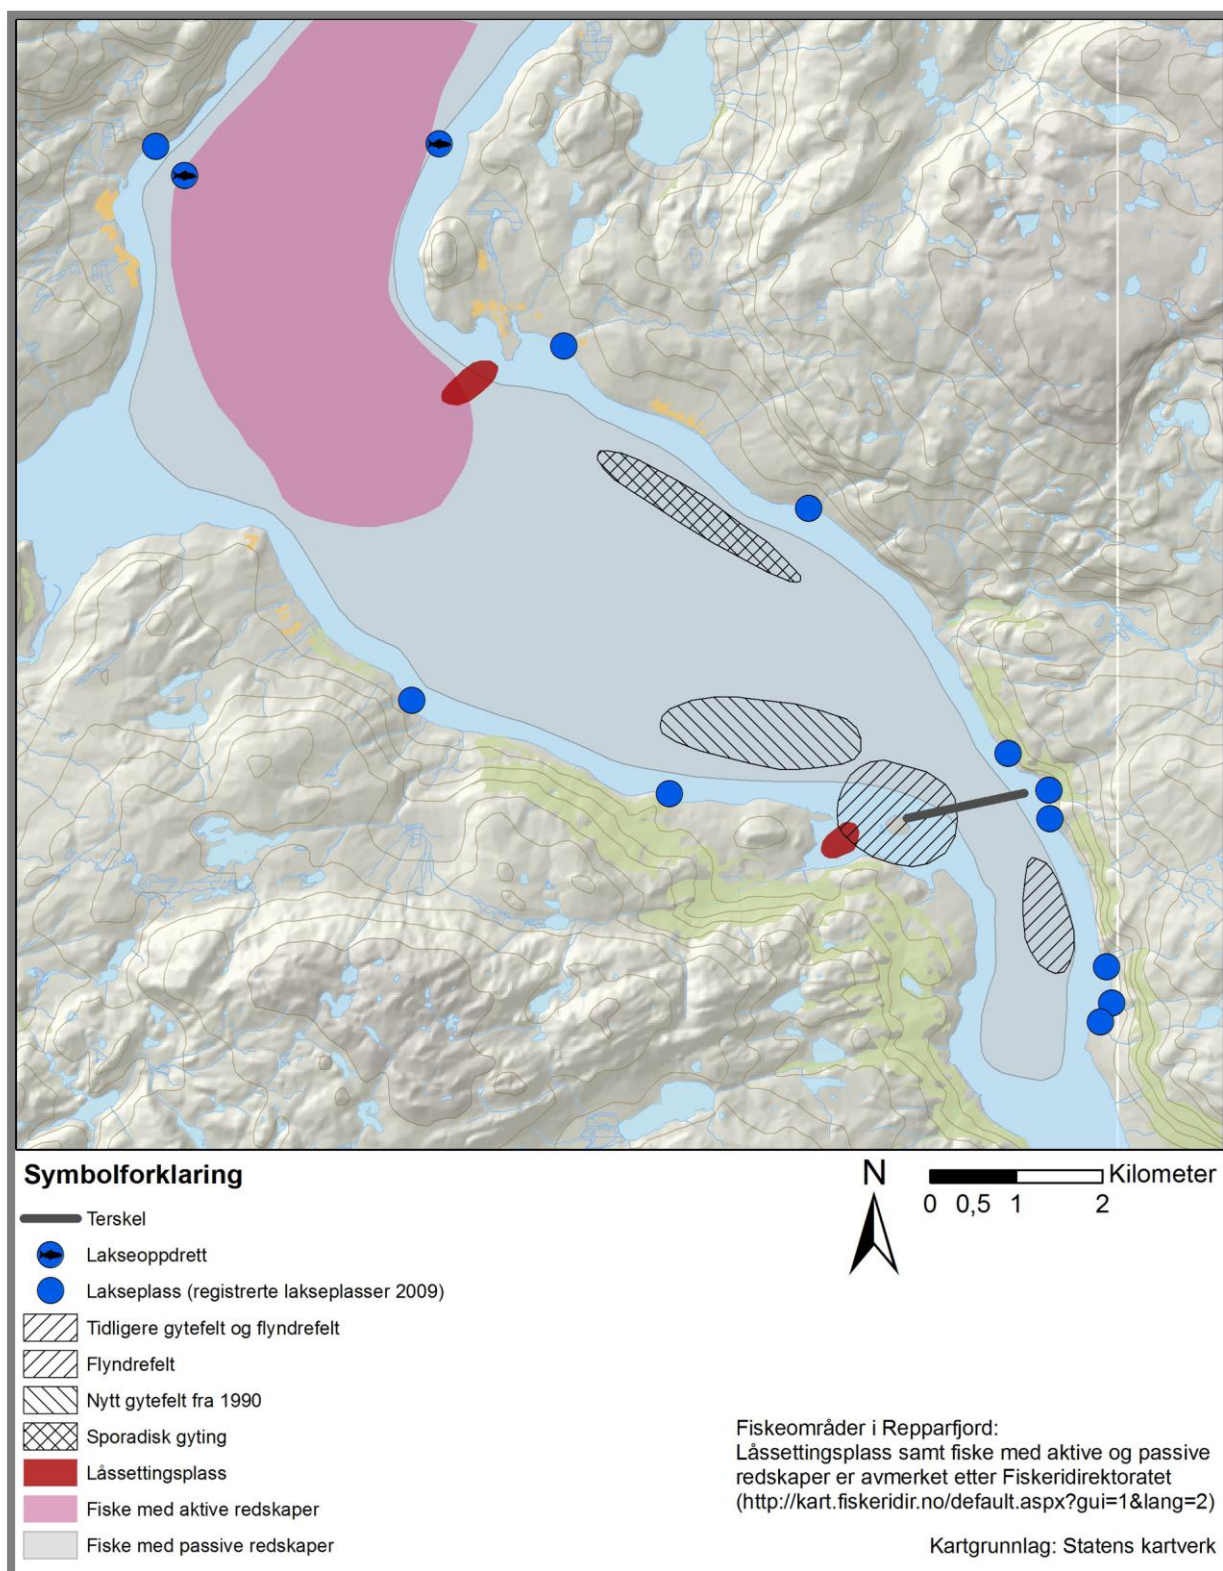 Symbolforklaring
Terskel
Lakseoppdrett
Lakseplass (registrerte lakseplasser 2009)
Tidligere gytefelt og flyndrefelt
Flyndrefelt
Nytt gytefelt fra 1990
Sporadisk gyting
Låssettingsplass
Fiske med aktive redskaper
Fiske med passive redskaper
N
Kilometer
0 0,5 1 2
Fiskeområder i Repparfjord:
Låssettingsplass samt fiske med aktive og passive
redskaper er avmerket etter Fiskeridirektoratet
(http://kart.fiskeridir.no/default.aspx?gui=1&lang=2)
Kartgrunnlag: Statens kartverk